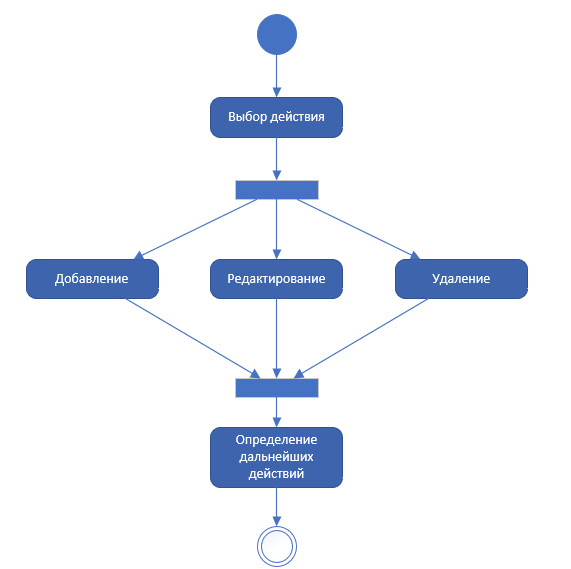 Выбор действия
Добавление
Редактирование
Удаление
Определение
дальнейших
действий